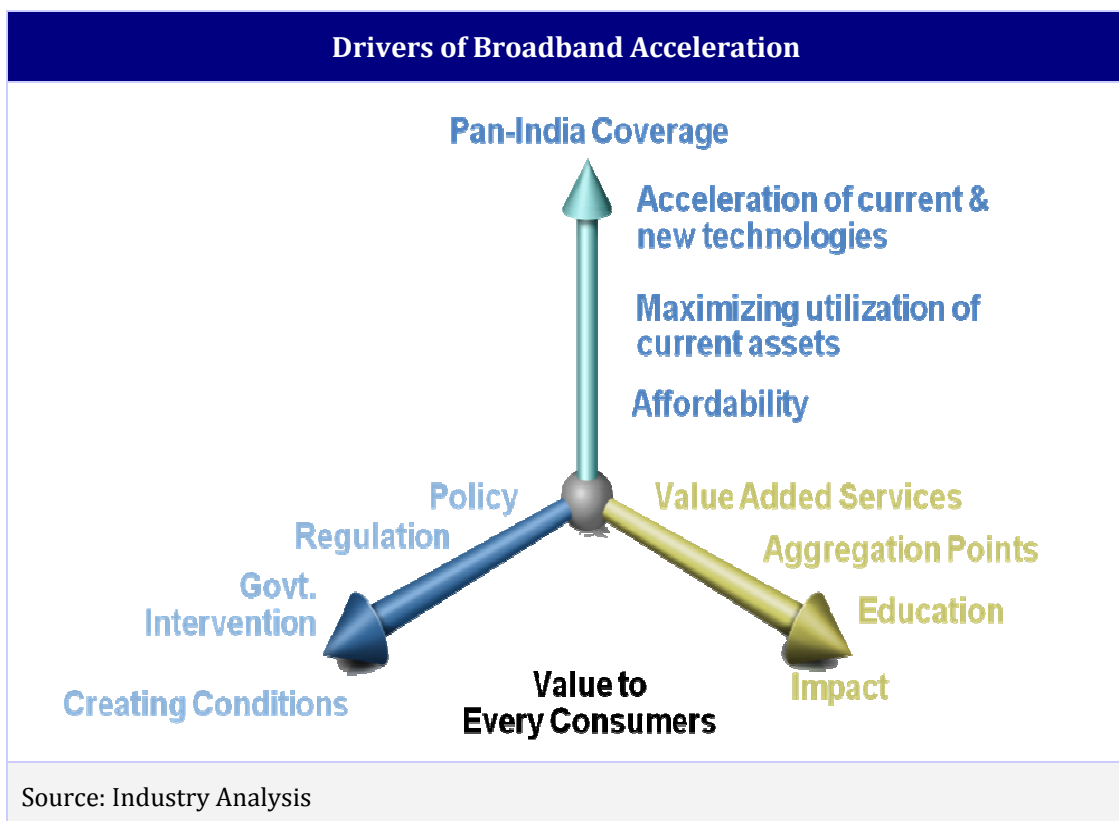 Drivers of Broadband Acceleration
Pan-India Coverage
Acceleration of current &
new technologies
Maximizing utilization of
current assets
Affordability
Policy
Regulation
Govt.
Intervention
Creating Conditions
Value Added Services
Aggregation Points
Education
Impact
Value to
Every Consumers
Source: Industry Analysis